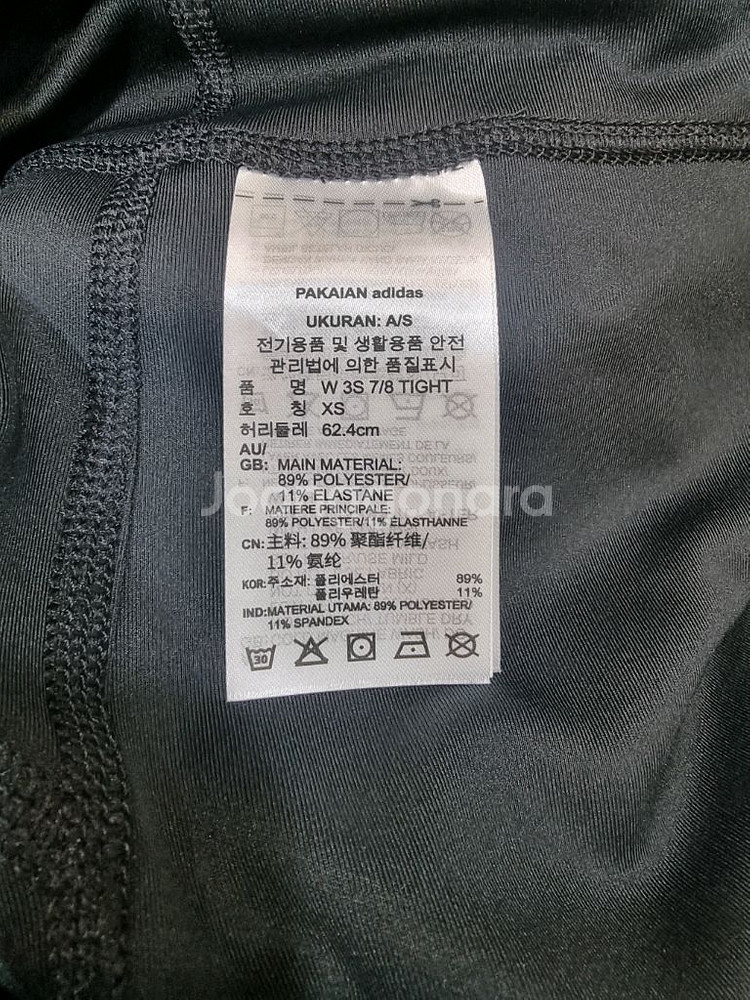 PAKAIAN adidas
UKURAN: A/S
전기용품 및 생활용품 안전
관리법에 의한 품질표시
품 명 W 3S 7/8 TIGHT
호 칭 XS
허리둘레 62.4cm
AU/
GB: MAIN MATERIAL:
89% POLYESTER/
11% ELASTANE
F: MATIERE PRINCIPALE:
89% POLYESTER/11% ELASTHANNE
CN: 主料: 89% 聚酯纤维/
11% 氨纶
KOR: 주소재: 폴리에스터 89%
폴리우레탄 11%
IND: MATERIAL UTAMA: 89% POLYESTER/
11% SPANDEX
30